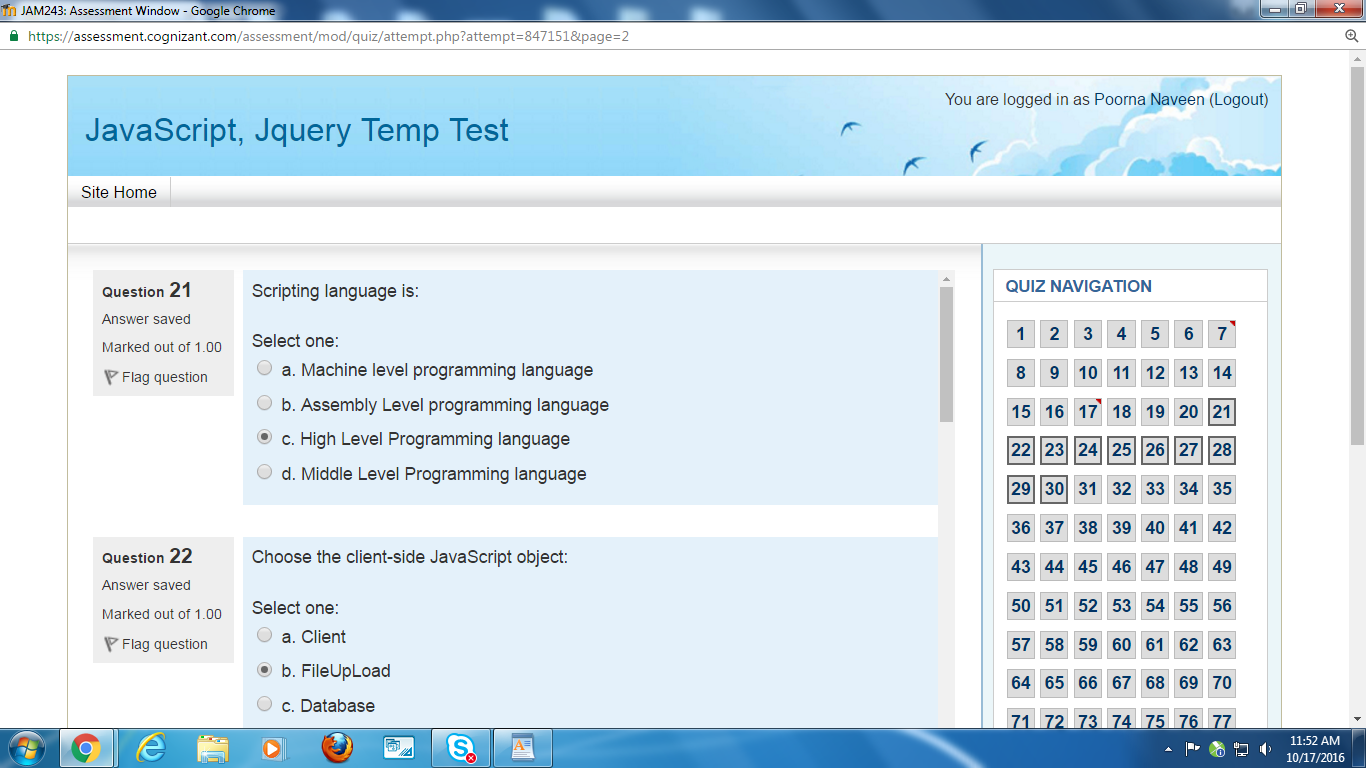 JAM243: Assessment Window - Google Chrome
https://assessment.cognizant.com/assessment/mod/quiz/attempt.php?attempt=847151&page=2
You are logged in as Poorna Naveen (Logout)
JavaScript, Jquery Temp Test
Site Home
Question 21
Answer saved
Marked out of 1.00
Flag question
Scripting language is:
Select one:
a. Machine level programming language
b. Assembly Level programming language
c. High Level Programming language
d. Middle Level Programming language
Question 22
Answer saved
Marked out of 1.00
Flag question
Choose the client-side JavaScript object:
Select one:
a. Client
b. FileUpLoad
c. Database
QUIZ NAVIGATION
1 2 3 4 5 6 7
8 9 10 11 12 13 14
15 16 17 18 19 20 21
22 23 24 25 26 27 28
29 30 31 32 33 34 35
36 37 38 39 40 41 42
43 44 45 46 47 48 49
50 51 52 53 54 55 56
57 58 59 60 61 62 63
64 65 66 67 68 69 70
71 72 73 74 75 76 77
11:52 AM
10/17/2016